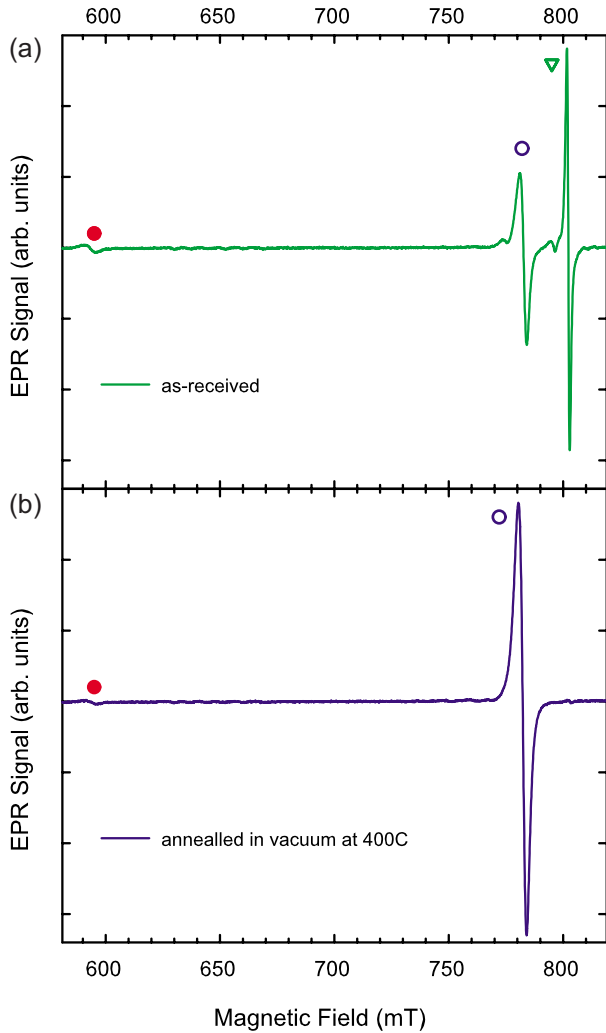 600 650 700 750 800
(a)
EPR Signal (arb. units)
as-received
(b)
EPR Signal (arb. units)
annealled in vacuum at 400C
600 650 700 750 800
Magnetic Field (mT)